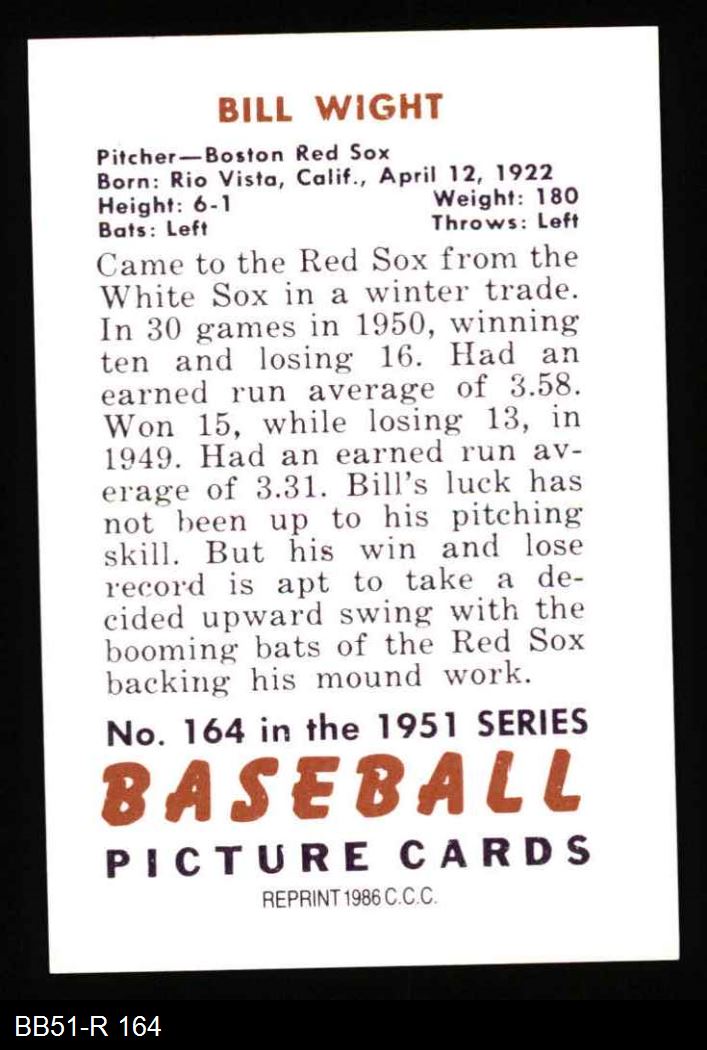 BILL WIGHT
Pitcher—Boston Red Sox
Born: Rio Vista, Calif., April 12, 1922
Height: 6-1 Weight: 180
Bats: Left Throws: Left
Came to the Red Sox from the
White Sox in a winter trade.
In 30 games in 1950, winning
ten and losing 16. Had an
earned run average of 3.58.
Won 15, while losing 13, in
1949. Had an earned run av-
erage of 3.31. Bill's luck has
not been up to his pitching
skill. But his win and lose
record is apt to take a de-
cided upward swing with the
booming bats of the Red Sox
backing his mound work.
No. 164 in the 1951 SERIES
BASEBALL
PICTURE CARDS
REPRINT 1986 C.C.C.
BB51-R 164